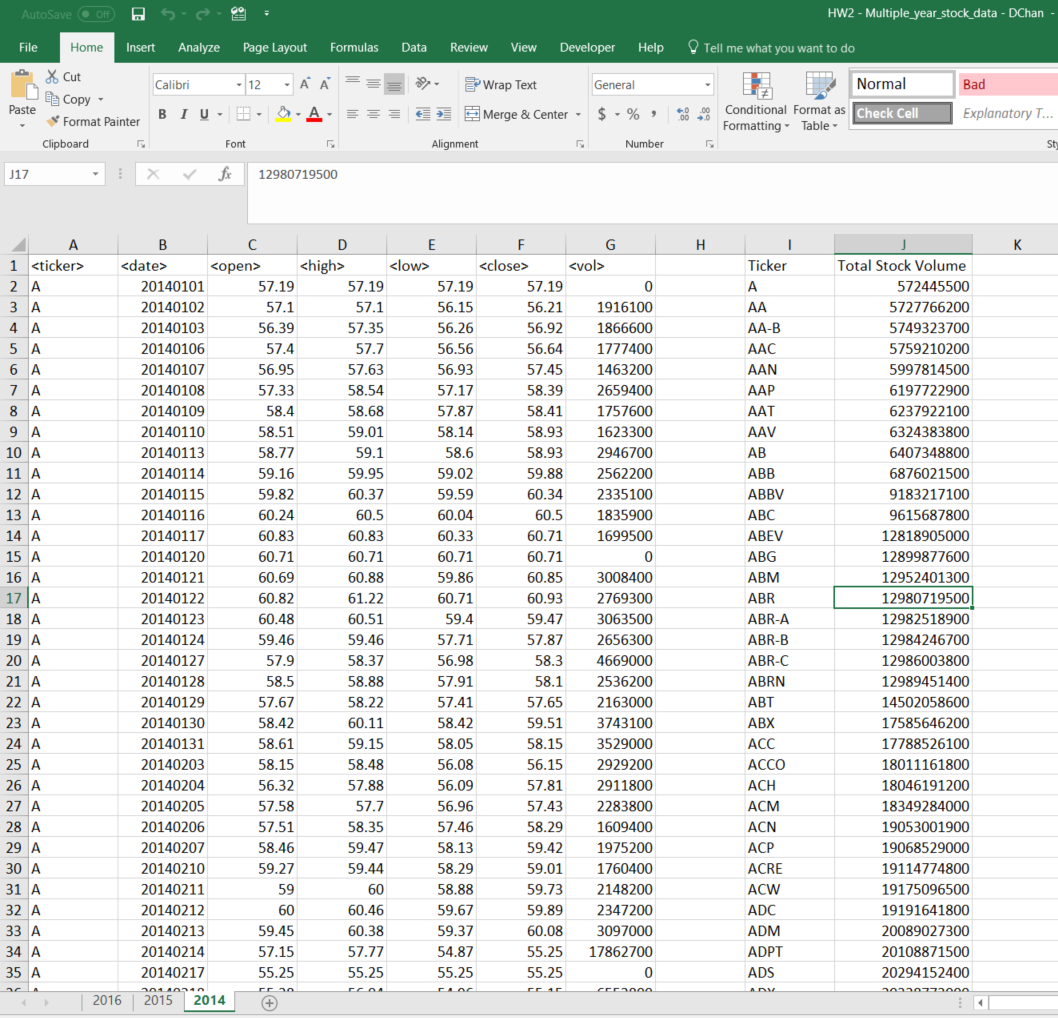 AutoSave Off HW2 - Multiple_year_stock_data - DChan -
File Home Insert Analyze Page Layout Formulas Data Review View Developer Help Tell me what you want to do
Paste Cut Copy Format Painter Clipboard
Calibri 12 A A B I U A Font
Wrap Text Merge & Center Alignment
General $ % , Number
Conditional Formatting Format as Table
Normal Bad
Check Cell Explanatory T...
J17 fx 12980719500
A B C D E F G H I J K
1 <ticker> <date> <open> <high> <low> <close> <vol> Ticker Total Stock Volume
2 A 20140101 57.19 57.19 57.19 57.19 0 A 572445500
3 A 20140102 57.1 57.1 56.15 56.21 1916100 AA 5727766200
4 A 20140103 56.39 57.35 56.26 56.92 1866600 AA-B 5749323700
5 A 20140106 57.4 57.7 56.56 56.64 1777400 AAC 5759210200
6 A 20140107 56.95 57.63 56.93 57.45 1463200 AAN 5997814500
7 A 20140108 57.33 58.54 57.17 58.39 2659400 AAP 6197722900
8 A 20140109 58.4 58.68 57.87 58.41 1757600 AAT 6237922100
9 A 20140110 58.51 59.01 58.14 58.93 1623300 AAV 6324383800
10 A 20140113 58.77 59.1 58.6 58.93 2946700 AB 6407348800
11 A 20140114 59.16 59.95 59.02 59.88 2562200 ABB 6876021500
12 A 20140115 59.82 60.37 59.59 60.34 2335100 ABBV 9183217100
13 A 20140116 60.24 60.5 60.04 60.5 1835900 ABC 9615687800
14 A 20140117 60.83 60.83 60.33 60.71 1699500 ABEV 12818905000
15 A 20140120 60.71 60.71 60.71 60.71 0 ABG 12899877600
16 A 20140121 60.69 60.88 59.86 60.85 3008400 ABM 12952401300
17 A 20140122 60.82 61.22 60.71 60.93 2769300 ABR 12980719500
18 A 20140123 60.48 60.51 59.4 59.47 3063500 ABR-A 12982518900
19 A 20140124 59.46 59.46 57.71 57.87 2656300 ABR-B 12984246700
20 A 20140127 57.9 58.37 56.98 58.3 4669000 ABR-C 12986003800
21 A 20140128 58.5 58.88 57.91 58.1 2536200 ABRN 12989451400
22 A 20140129 57.67 58.22 57.41 57.65 2163000 ABT 14502058600
23 A 20140130 58.42 60.11 58.42 59.51 3743100 ABX 17585646200
24 A 20140131 58.61 59.15 58.05 58.15 3529000 ACC 17788526100
25 A 20140203 58.15 58.48 56.08 56.15 2929200 ACCO 18011161800
26 A 20140204 56.32 57.88 56.09 57.81 2911800 ACH 18046191200
27 A 20140205 57.58 57.7 56.96 57.43 2283800 ACM 18349284000
28 A 20140206 57.51 58.35 57.46 58.29 1609400 ACN 19053001900
29 A 20140207 58.46 59.47 58.13 59.42 1975200 ACP 19068529000
30 A 20140210 59.27 59.44 58.29 59.01 1760400 ACRE 19114774800
31 A 20140211 59 60 58.88 59.73 2148200 ACW 19175096500
32 A 20140212 60 60.46 59.67 59.89 2347200 ADC 19191641800
33 A 20140213 59.45 60.38 59.37 60.08 3097000 ADM 20089027300
34 A 20140214 57.15 57.77 54.87 55.25 17862700 ADPT 20108871500
35 A 20140217 55.25 55.25 55.25 55.25 0 ADS 20294152400
2016 2015 2014